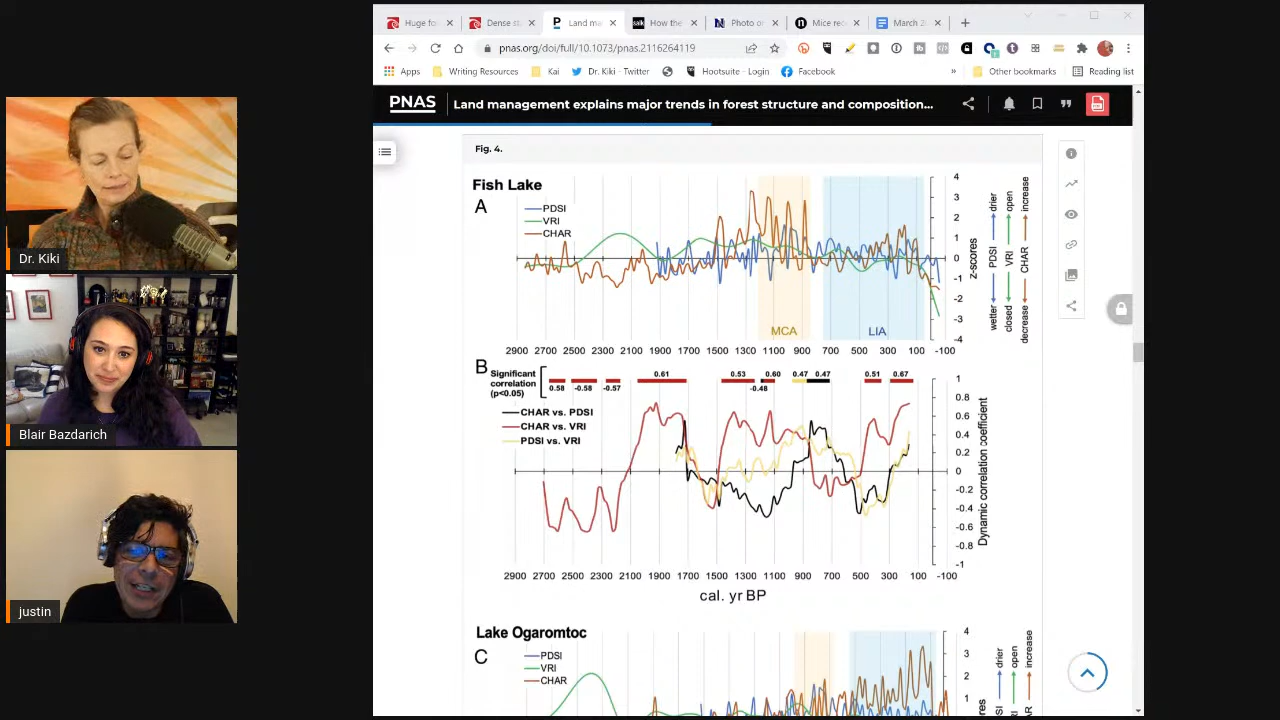 Huge fo
Dense st
Land ma
How the
Photo or
Mice rec
March 2
pnas.org/doi/full/10.1073/pnas.2116264119
Apps
Writing Resources
Kai
Dr. Kiki - Twitter
Hootsuite - Login
Facebook
»
Other bookmarks
Reading list
PNAS
Land management explains major trends in forest structure and composition...
Fig. 4.
Fish Lake
A
PDSI
VRI
CHAR
MCA
LIA
4
3
2
1
0
-1
-2
-3
-4
z-scores
wetter PDSI drier
closed VRI open
decrease CHAR increase
2900 2700 2500 2300 2100 1900 1700 1500 1300 1100 900 700 500 300 100 -100
B
Significant
correlation
(p<0.05)
0.58 -0.58 -0.57 0.61 0.53 -0.48 0.60 0.47 0.47 0.51 0.67
CHAR vs. PDSI
CHAR vs. VRI
PDSI vs. VRI
1
0.8
0.6
0.4
0.2
0
-0.2
-0.4
-0.6
-0.8
-1
Dynamic correlation coefficient
2900 2700 2500 2300 2100 1900 1700 1500 1300 1100 900 700 500 300 100 -100
cal. yr BP
Lake Ogaromtoc
C
PDSI
VRI
CHAR
4
3
2
1
drier
open
increase
Dr. Kiki
Blair Bazdarich
justin